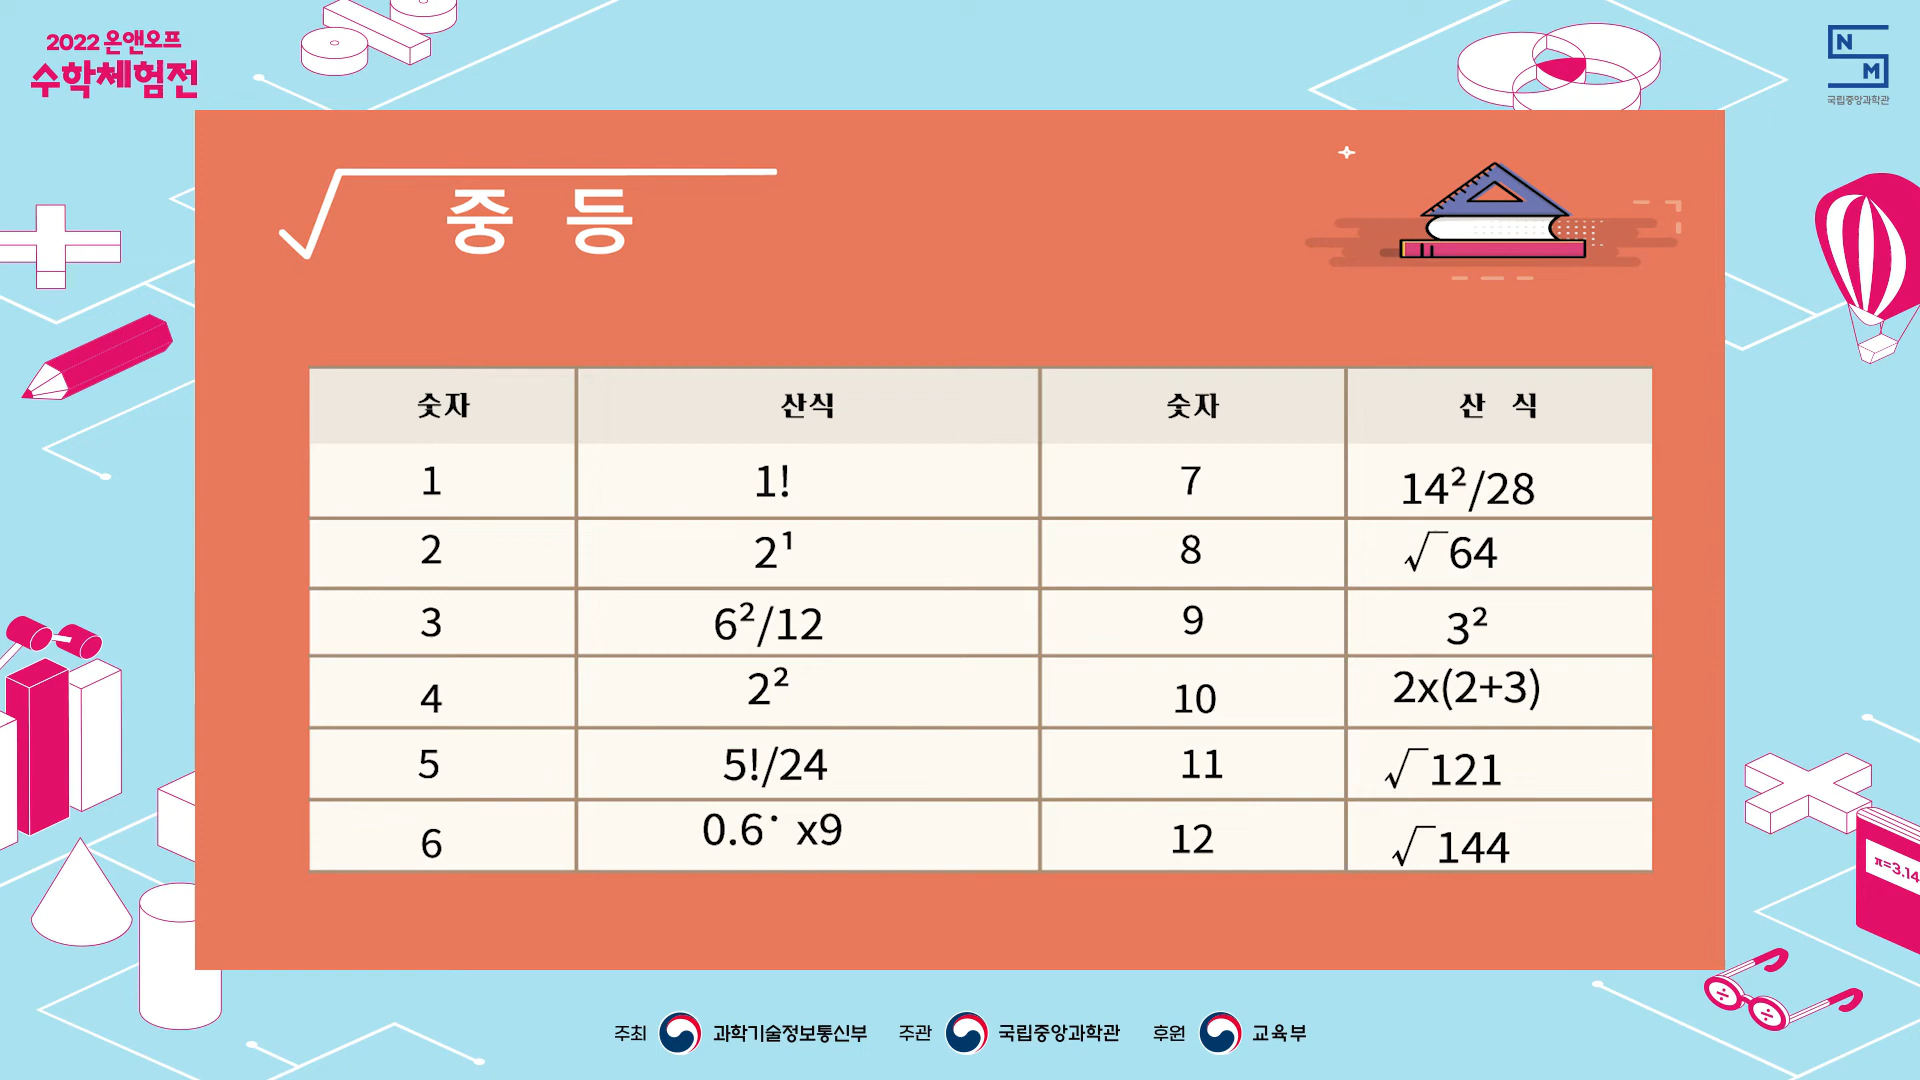 2022 온앤오프
수학체험전
N
M
국립중앙과학관
중 등
숫자 산식 숫자 산 식
1 1! 7 14²/28
2 2¹ 8 √64
3 6²/12 9 3²
4 2² 10 2x(2+3)
5 5!/24 11 √121
6 0.6˙ x9 12 √144
π=3.14
주최 과학기술정보통신부 주관 국립중앙과학관 후원 교육부